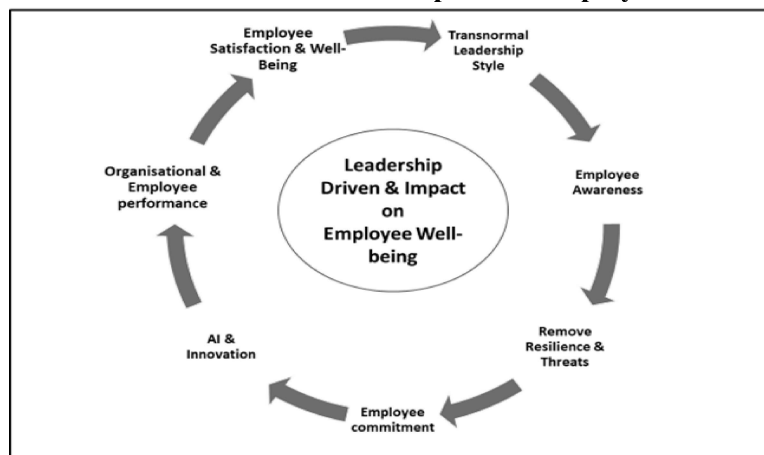 Employee
Satisfaction & Well-
Being
Transnormal
Leadership
Style
Employee
Awareness
Remove
Resilience &
Threats
Employee
commitment
AI &
Innovation
Organisational &
Employee
performance
Leadership
Driven & Impact
on
Employee Well-
being